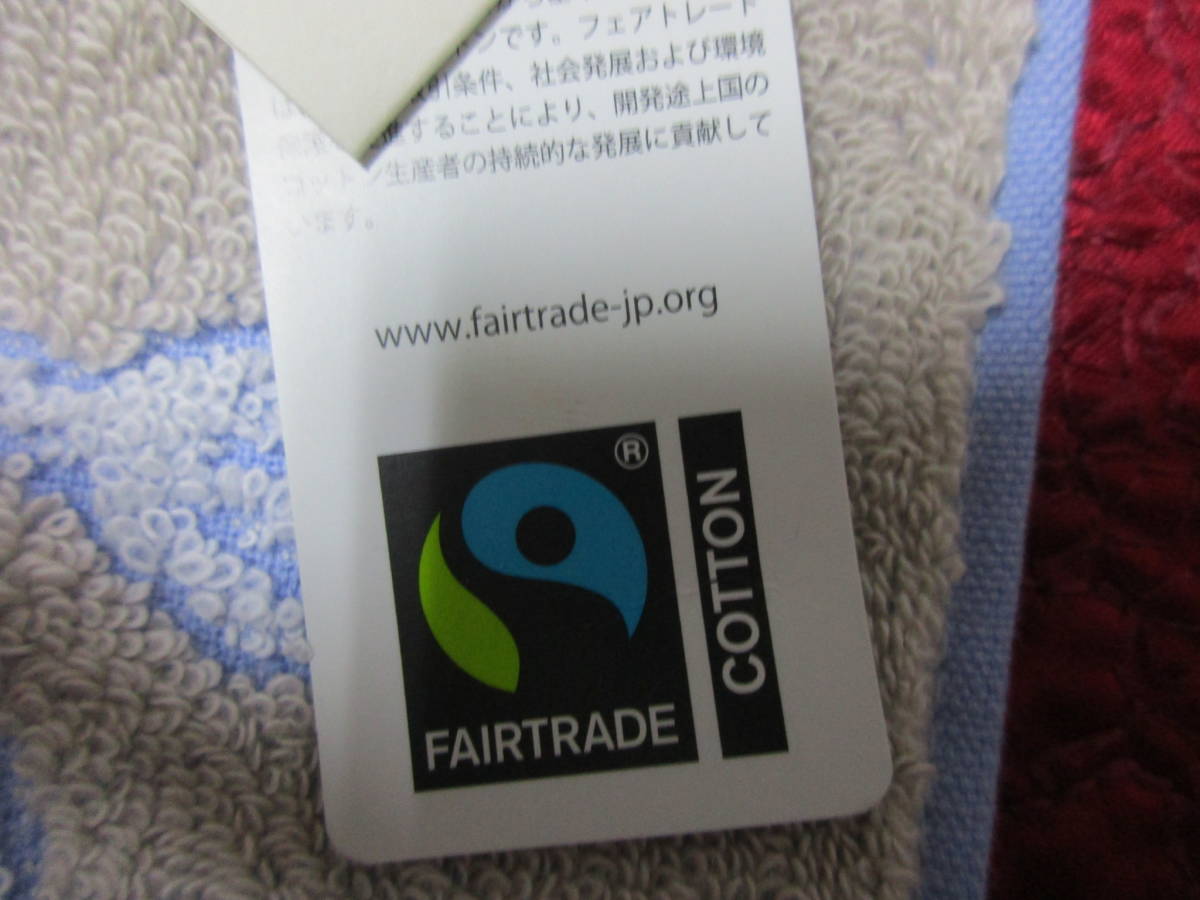 ンです。フェアトレード
引条件、社会発展および環境
することにより、開発途上国の
コットン生産者の持続的な発展に貢献して
います。
www.fairtrade-jp.org
®
FAIRTRADE
COTTON